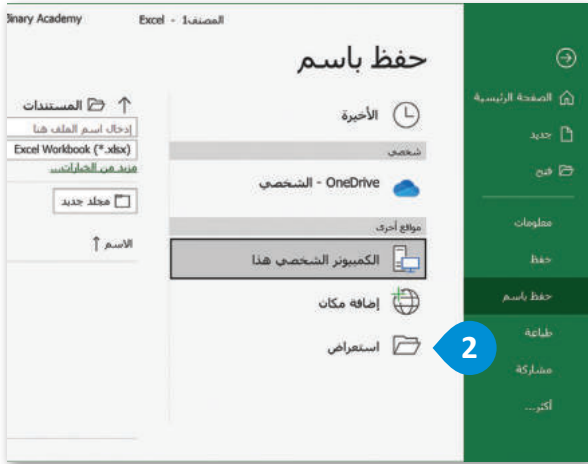 المصنف1 - Excel
Binary Academy
حفظ باسم
الصفحة الرئيسية
جديد
فتح
معلومات
حفظ
حفظ باسم
طباعة
مشاركة
أكثر...
الأخيرة
شخصي
OneDrive - الشخصي
مواقع أخرى
الكمبيوتر الشخصي هذا
إضافة مكان
استعراض
2
المستندات
إدخال اسم الملف هنا
Excel Workbook (*.xlsx)
مزيد من الخيارات...
مجلد جديد
الاسم ↑